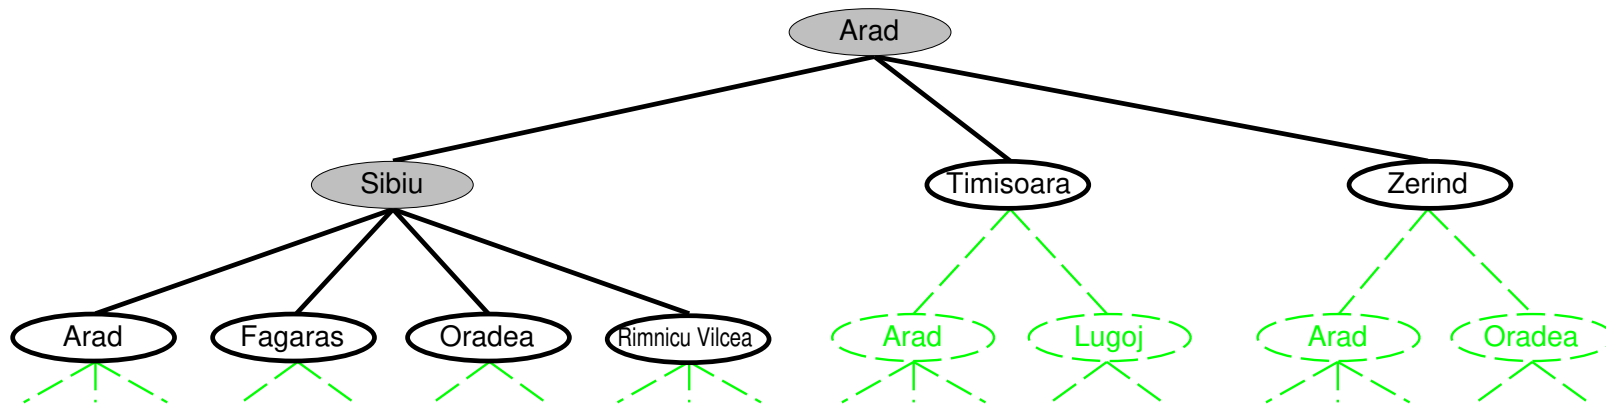 Arad
Sibiu
Timisoara
Zerind
Arad
Fagaras
Oradea
Rimnicu Vilcea
Arad
Lugoj
Arad
Oradea